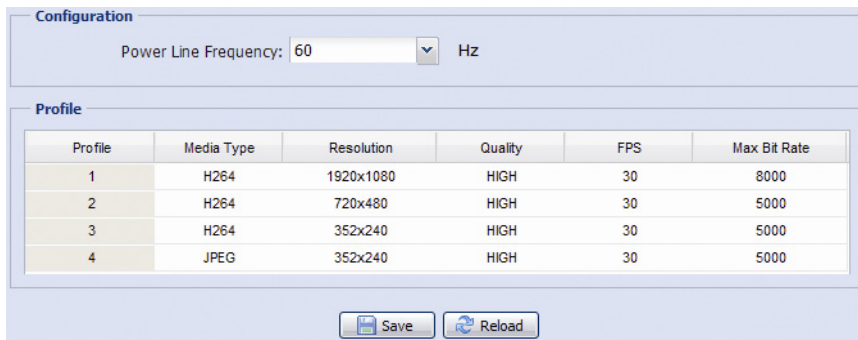 Configuration
Power Line Frequency: 60 Hz
Profile
Profile Media Type Resolution Quality FPS Max Bit Rate
1 H264 1920x1080 HIGH 30 8000
2 H264 720x480 HIGH 30 5000
3 H264 352x240 HIGH 30 5000
4 JPEG 352x240 HIGH 30 5000
Save Reload